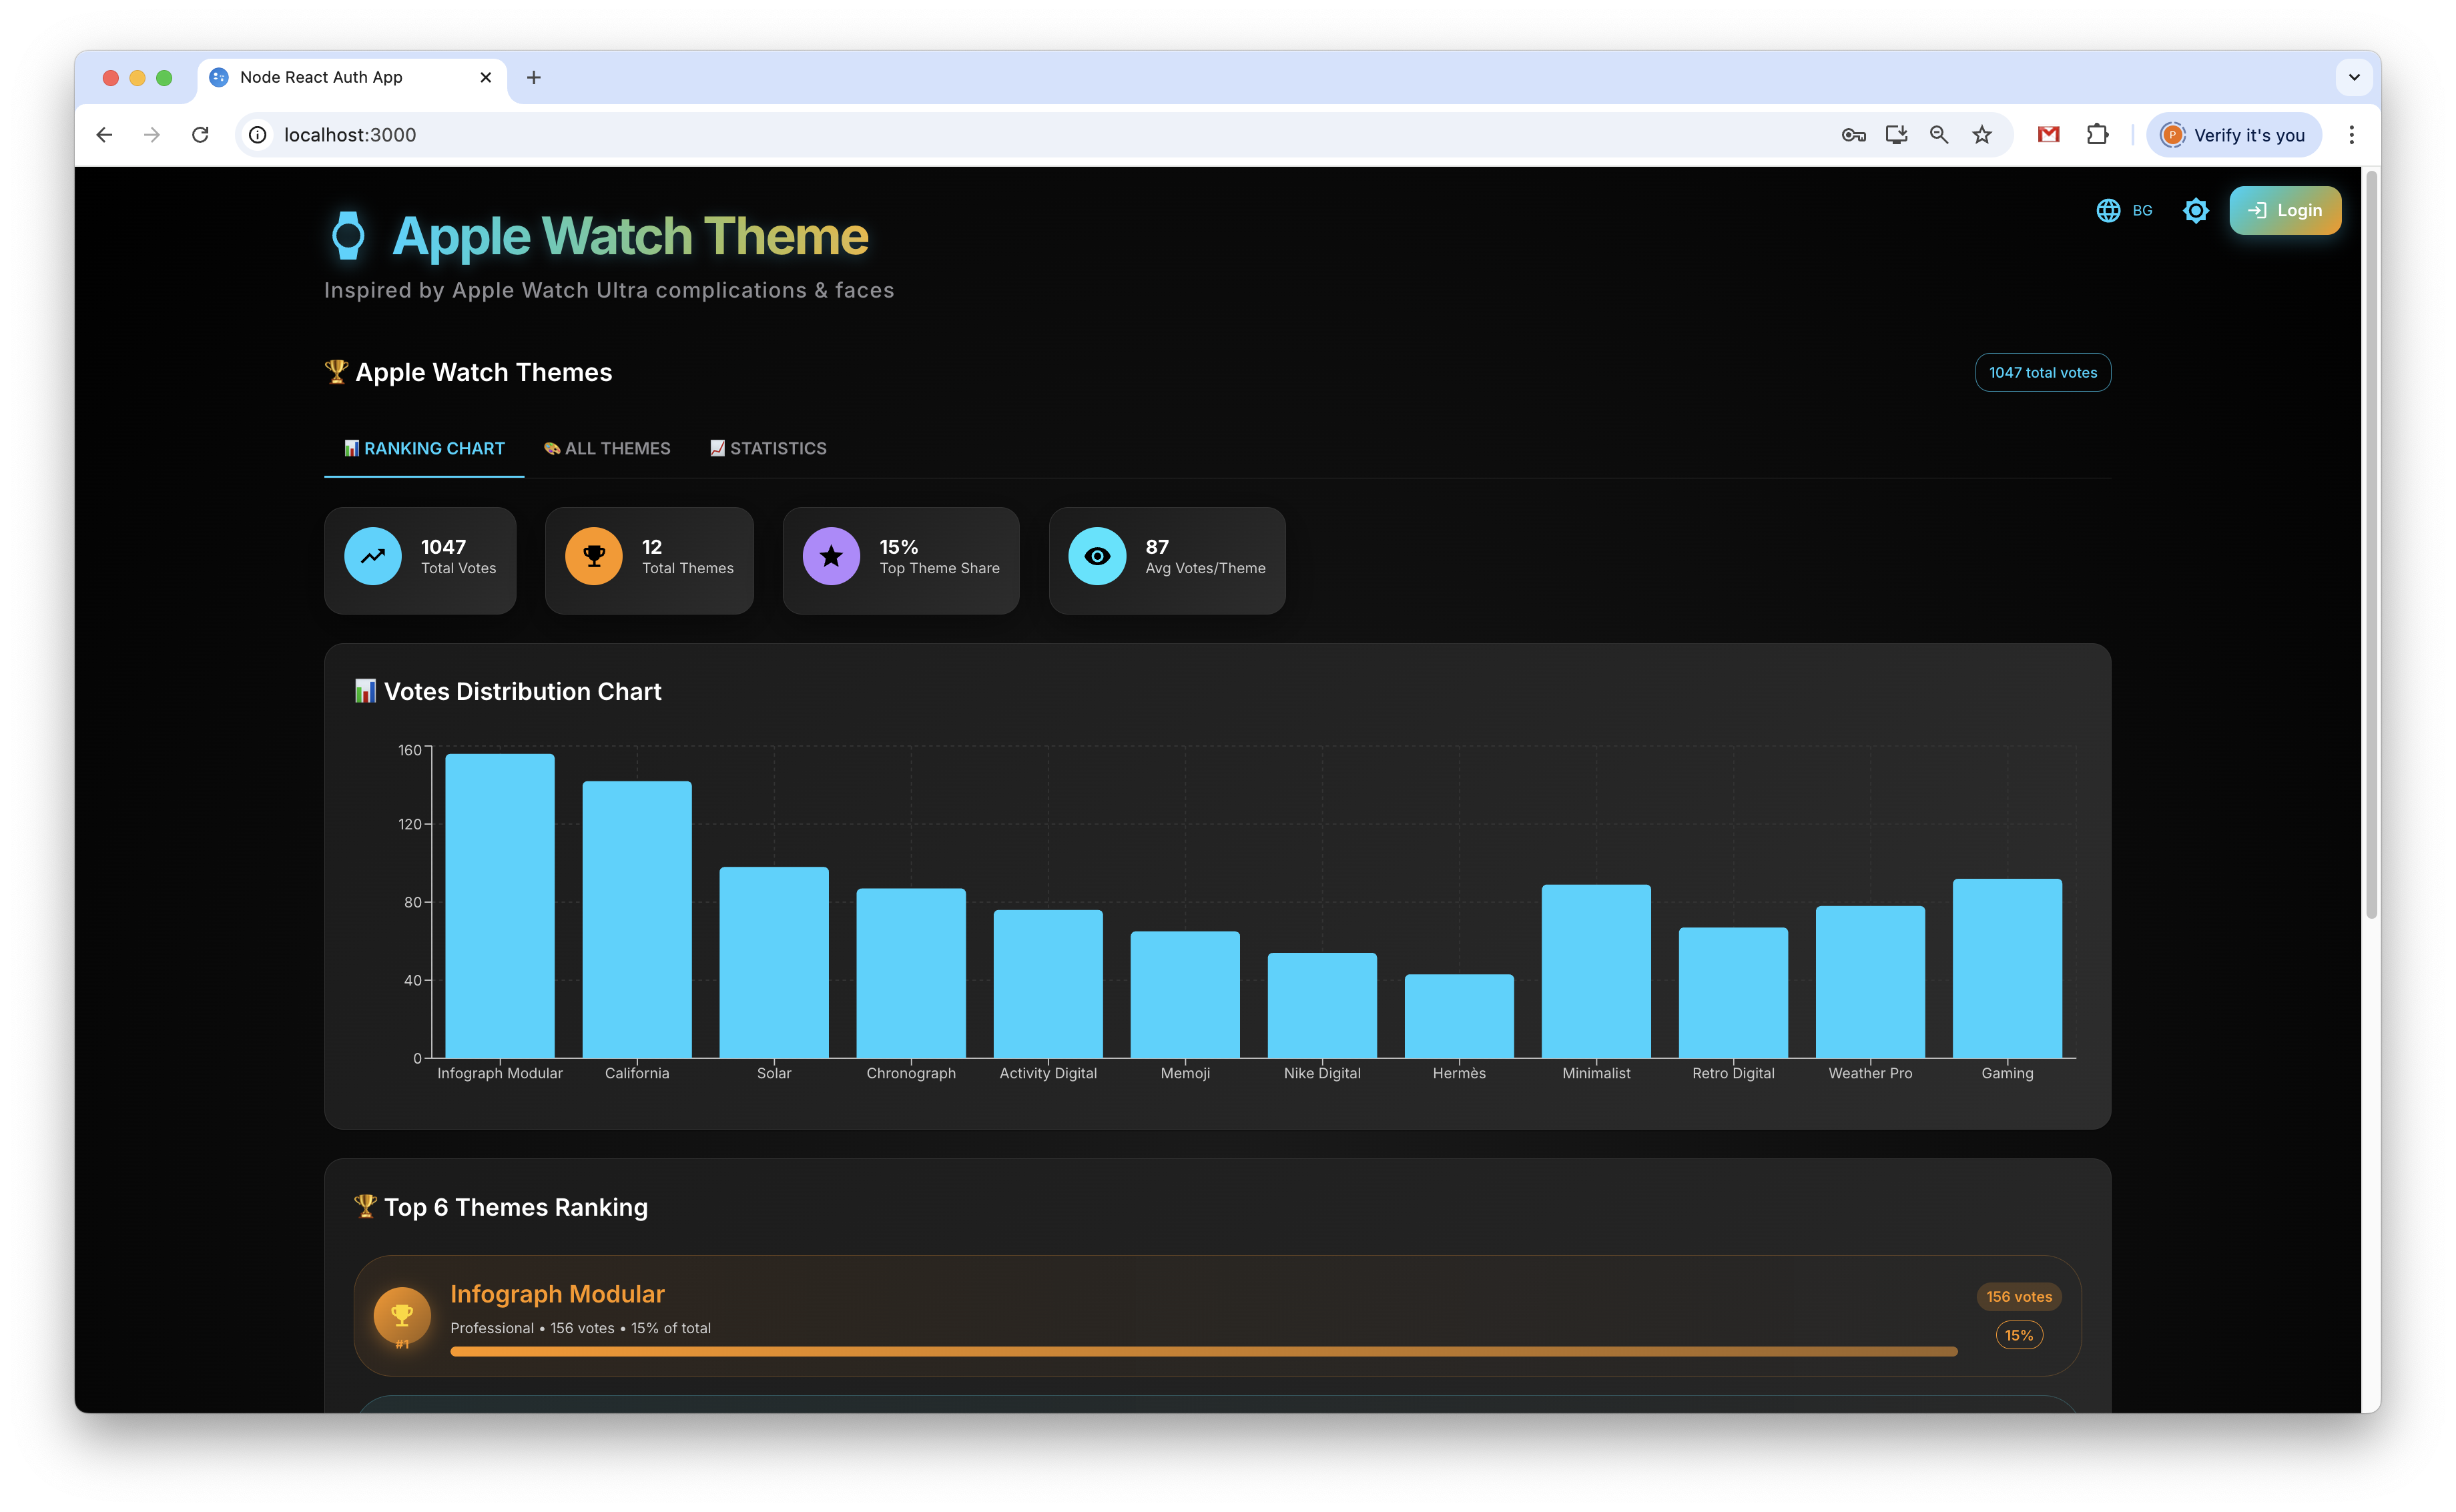 Node React Auth App
localhost:3000
P
Verify it's you
BG
Login
Apple Watch Theme
Inspired by Apple Watch Ultra complications & faces
🏆 Apple Watch Themes
1047 total votes
📊 RANKING CHART
🎨 ALL THEMES
📈 STATISTICS
1047
Total Votes
12
Total Themes
15%
Top Theme Share
87
Avg Votes/Theme
📊 Votes Distribution Chart
160
120
80
40
0
Infograph Modular
California
Solar
Chronograph
Activity Digital
Memoji
Nike Digital
Hermès
Minimalist
Retro Digital
Weather Pro
Gaming
🏆 Top 6 Themes Ranking
#1
Infograph Modular
Professional • 156 votes • 15% of total
156 votes
15%